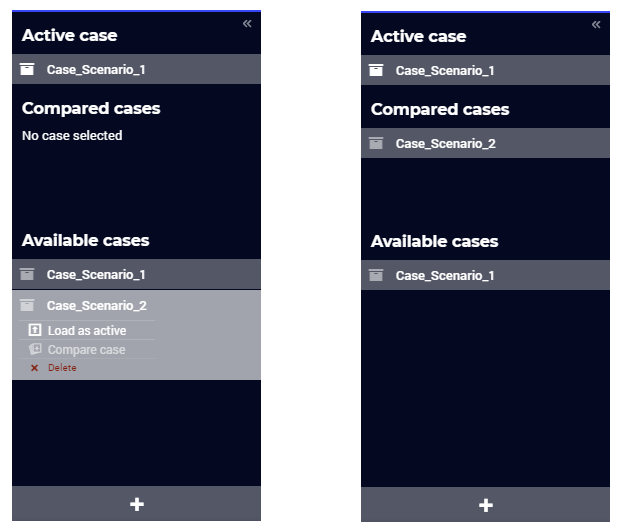 Active case
Case_Scenario_1
Compared cases
No case selected
Available cases
Case_Scenario_1
Case_Scenario_2
Load as active
Compare case
Delete
Active case
Case_Scenario_1
Compared cases
Case_Scenario_2
Available cases
Case_Scenario_1